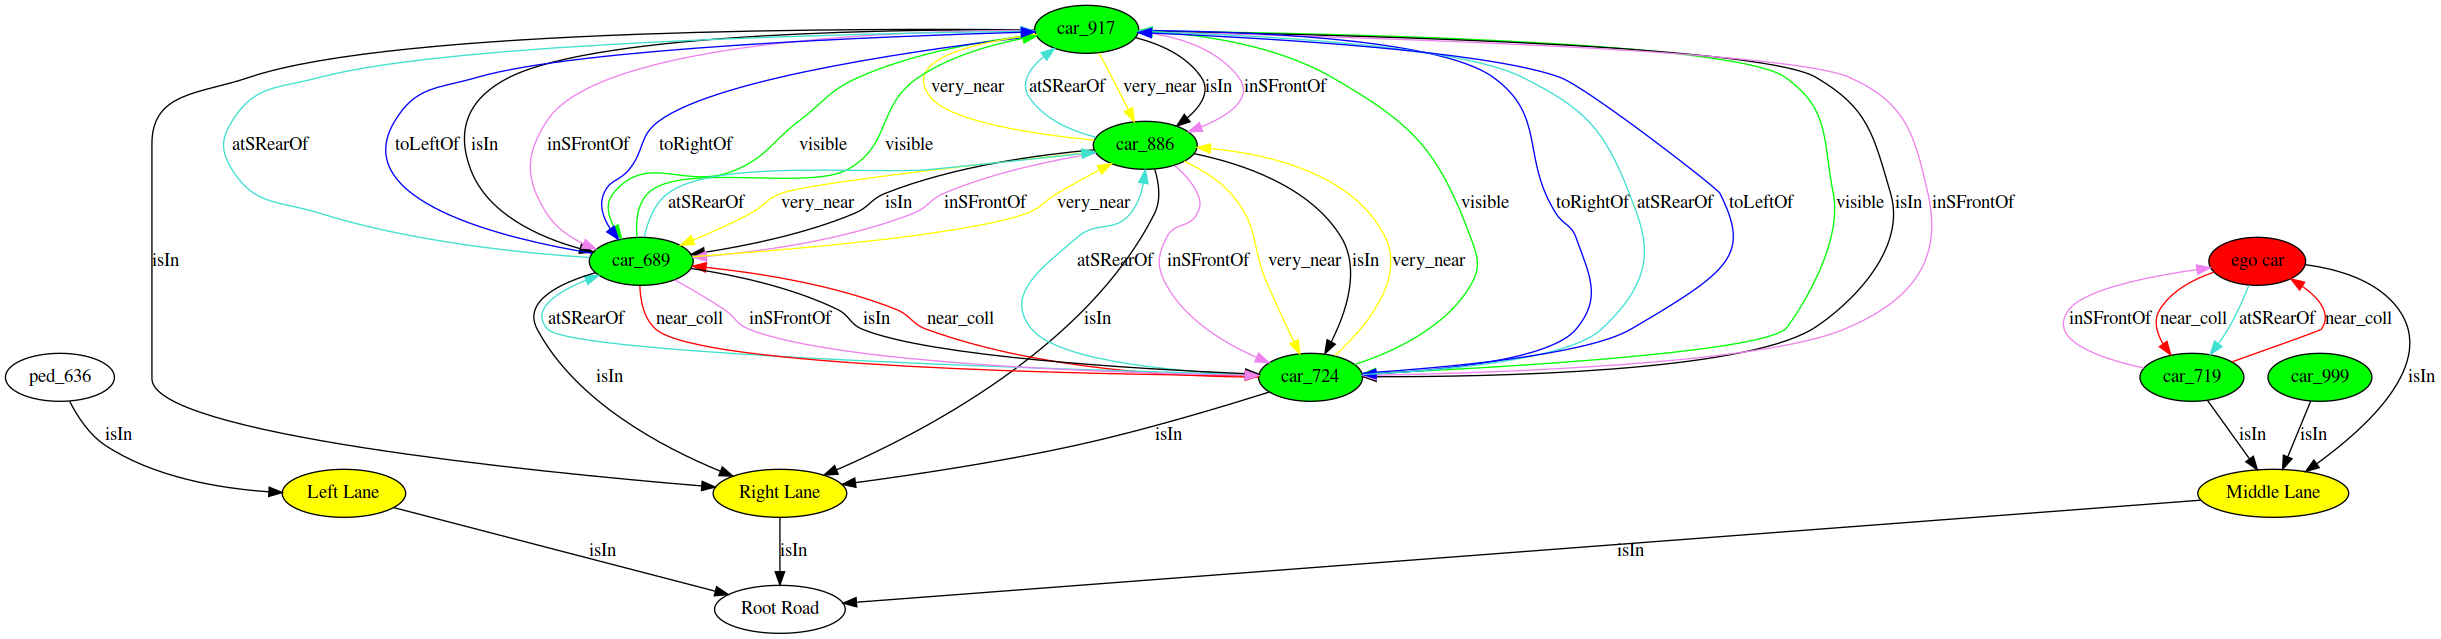 car_917
very_near
atSRearOf
very_near
isIn
inSFrontOf
atSRearOf
toLeftOf
isIn
inSFrontOf
toRightOf
visible
visible
car_886
atSRearOf
very_near
isIn
inSFrontOf
very_near
visible
toRightOf
atSRearOf
toLeftOf
visible
isIn
inSFrontOf
isIn
car_689
atSRearOf
inSFrontOf
very_near
isIn
very_near
ego car
atSRearOf
near_coll
inSFrontOf
isIn
near_coll
isIn
inSFrontOf
near_coll
atSRearOf
near_coll
ped_636
isIn
car_724
car_719
car_999
isIn
isIn
isIn
isIn
isIn
Left Lane
Right Lane
Middle Lane
isIn
isIn
isIn
Root Road